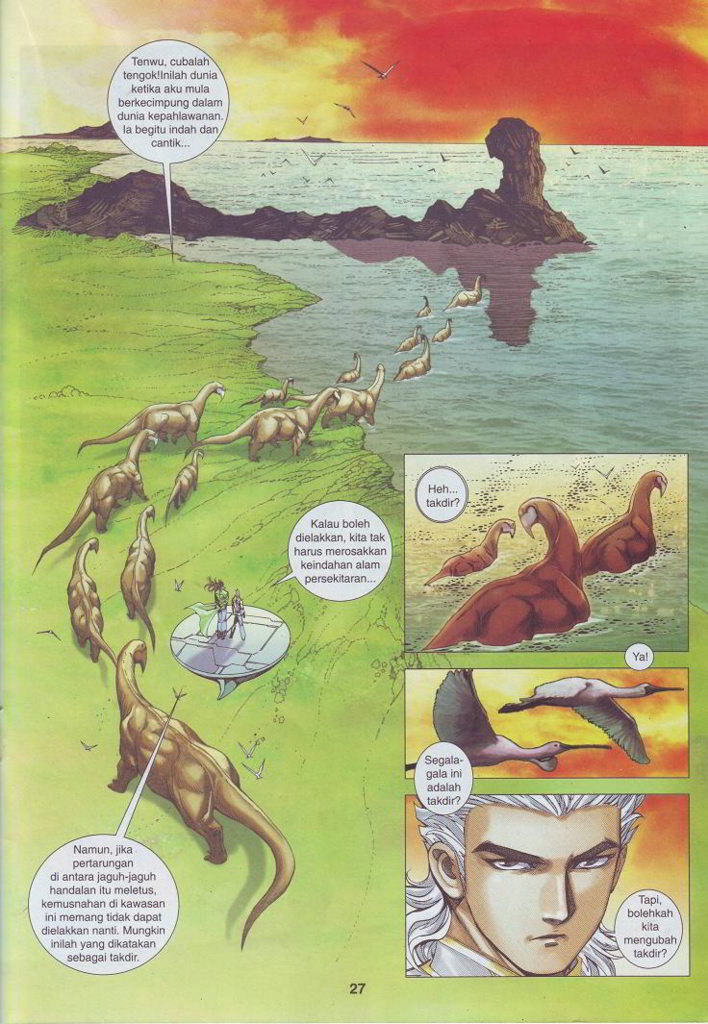 Tenwu, cubalah
tengok!Inilah dunia
ketika aku mula
berkecimpung dalam
dunia kepahlawanan.
Ia begitu indah dan
cantik...
Kalau boleh
dielakkan, kita tak
harus merosakkan
keindahan alam
persekitaran...
Namun, jika
pertarungan
di antara jaguh-jaguh
handalan itu meletus,
kemusnahan di kawasan
ini memang tidak dapat
dielakkan nanti. Mungkin
inilah yang dikatakan
sebagai takdir.
Heh...
takdir?
Ya!
Segala-
gala ini
adalah
takdir?
Tapi,
bolehkah
kita
mengubah
takdir?
27